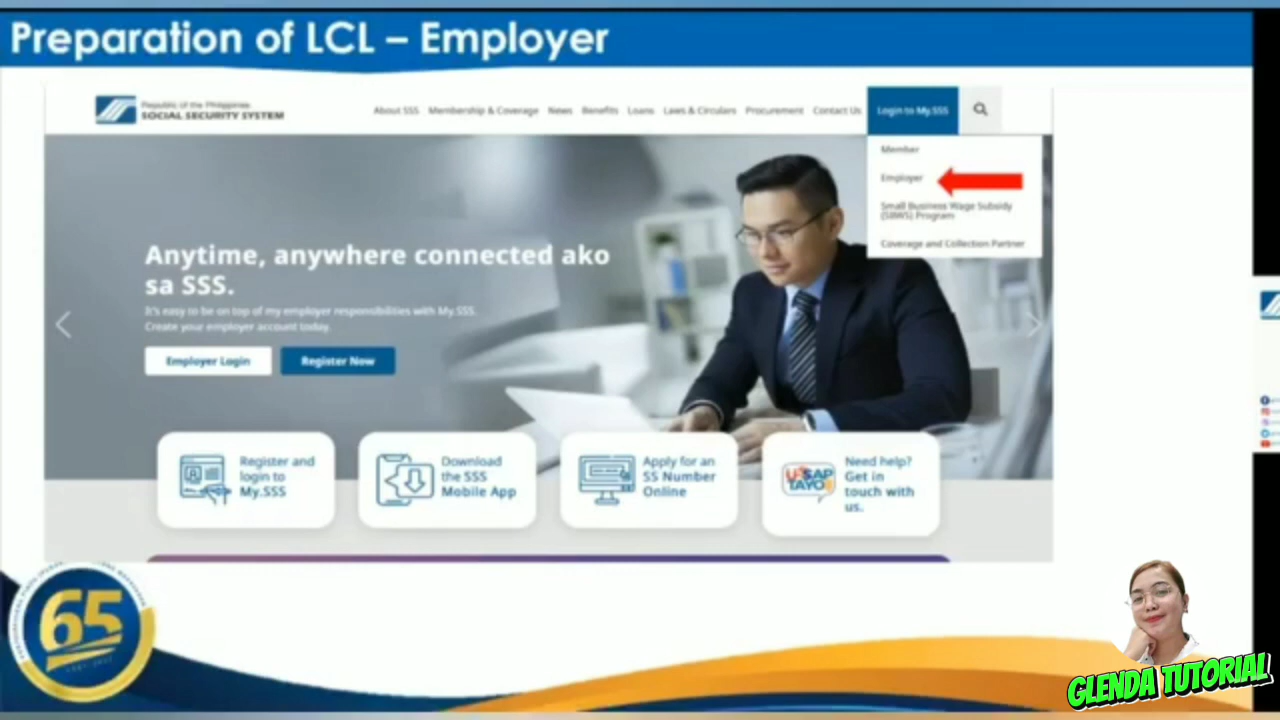 Preparation of LCL – Employer
Republic of the Philippines
SOCIAL SECURITY SYSTEM
About SSS Membership & Coverage News Benefits Loans Laws & Circulars Procurement Contact Us Login to My.SSS
Member
Employer
Small Business Wage Subsidy
(SBWS) Program
Coverage and Collection Partner
Anytime, anywhere connected ako
sa SSS.
It's easy to be on top of my employer responsibilities with My.SSS.
Create your employer account today.
Employer Login Register Now
Register and
login to
My.SSS
Download
the SSS
Mobile App
Apply for an
SS Number
Online
USSAP
TAYO
Need help?
Get in
touch with
us.
65
GLENDA TUTORIAL